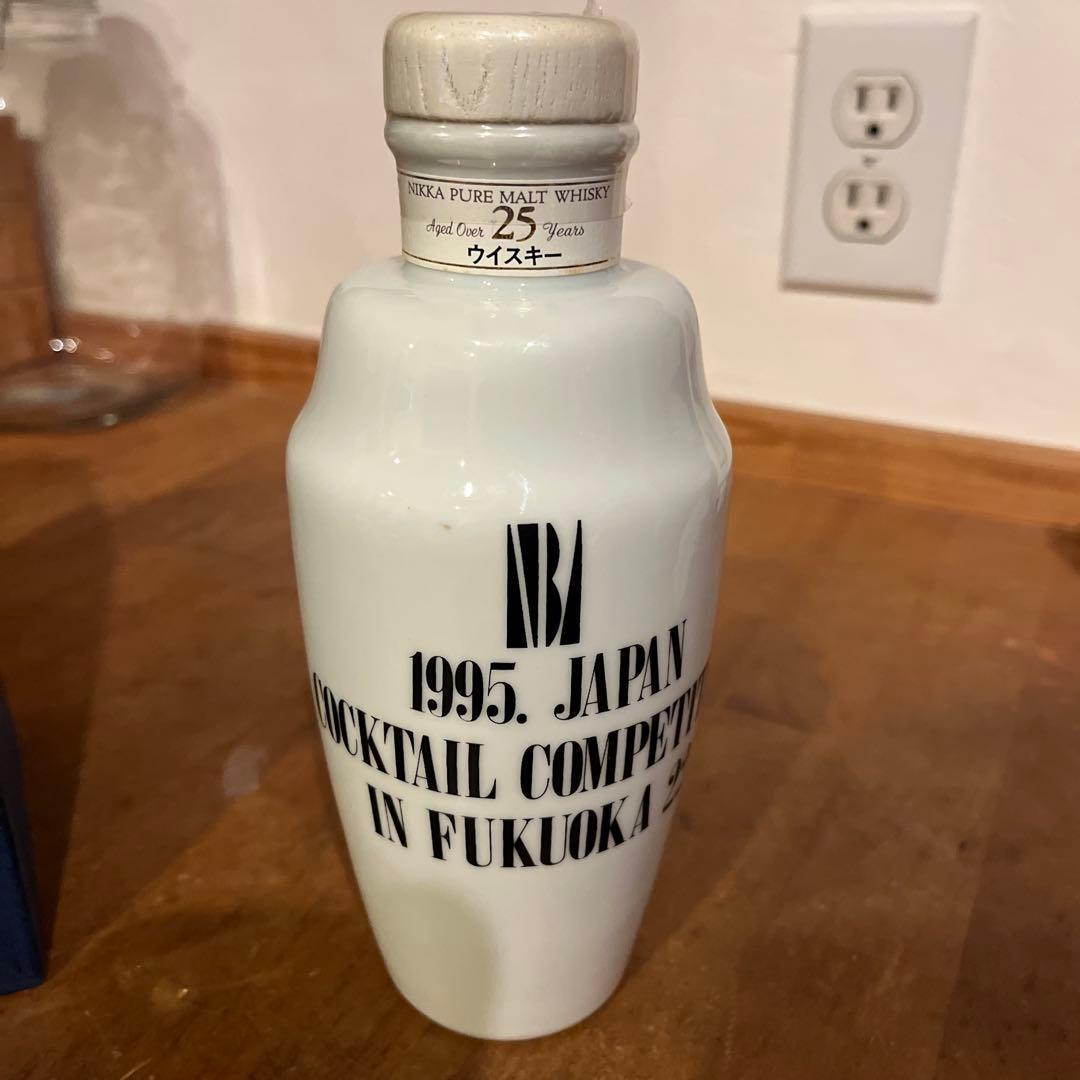 NIKKA PURE MALT WHISKY
Aged Over 25 Years
ウイスキー
NBA
1995. JAPAN
COCKTAIL
IN FUKUOKA